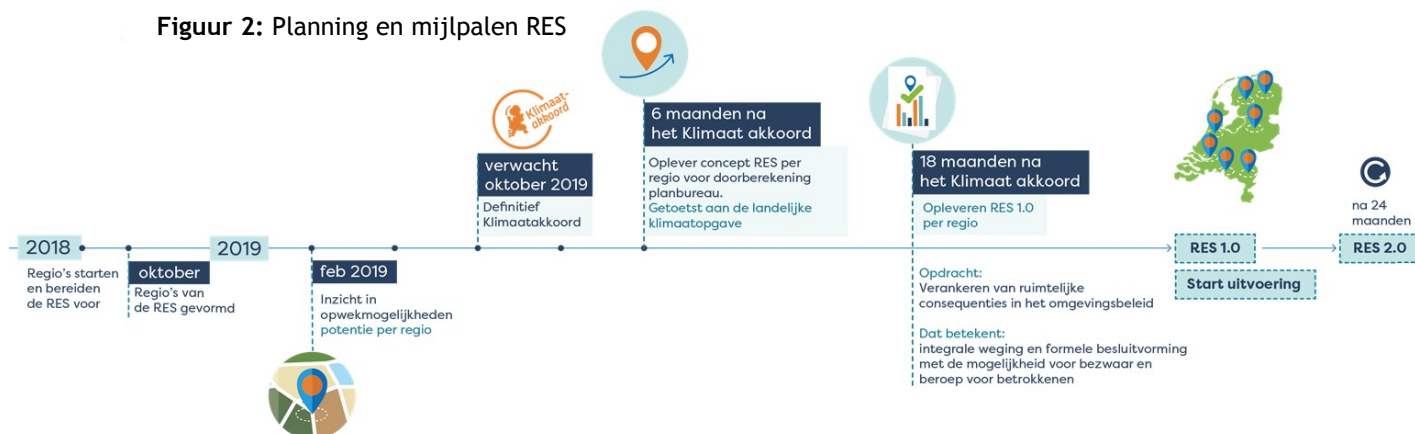 Figuur 2: Planning en mijlpalen RES
2018
Regio's starten
en bereiden
de RES voor
oktober
Regio's van
de RES gevormd
2019
feb 2019
Inzicht in
opwekmogelijkheden
potentie per regio
Klimaat-
akkoord
verwacht
oktober 2019
Definitief
Klimaatakkoord
6 maanden na
het Klimaat akkoord
Oplever concept RES per
regio voor doorberekening
planbureau.
Getoetst aan de landelijke
klimaatopgave
18 maanden na
het Klimaat akkoord
Opleveren RES 1.0
per regio
Opdracht:
Verankeren van ruimtelijke
consequenties in het omgevingsbeleid
Dat betekent:
integrale weging en formele besluitvorming
met de mogelijkheid voor bezwaar en
beroep voor betrokkenen
RES 1.0
Start uitvoering
na 24
maanden
RES 2.0